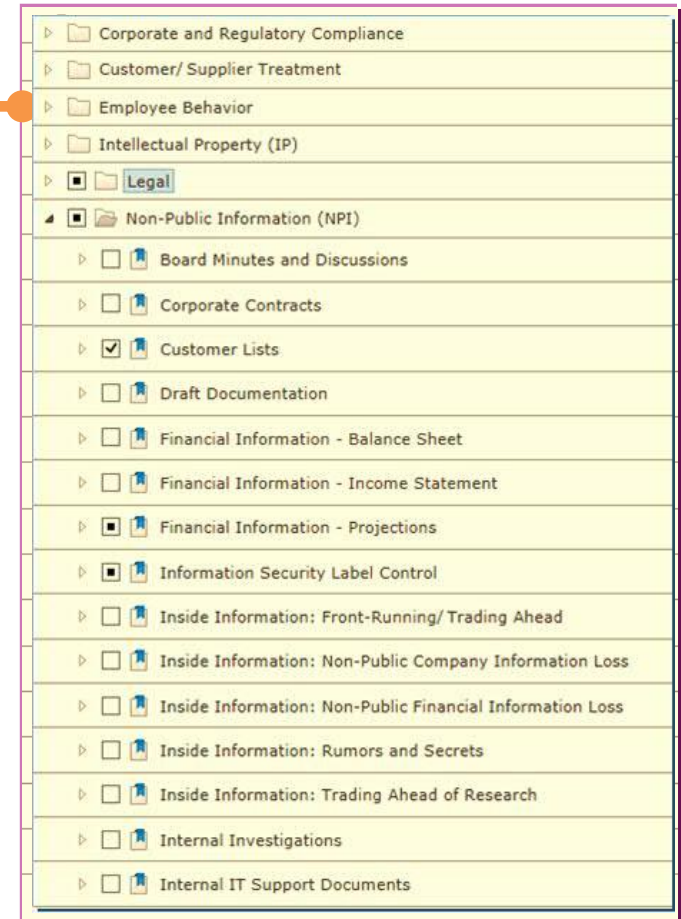 Corporate and Regulatory Compliance
Customer/ Supplier Treatment
Employee Behavior
Intellectual Property (IP)
Legal
Non-Public Information (NPI)
Board Minutes and Discussions
Corporate Contracts
Customer Lists
Draft Documentation
Financial Information - Balance Sheet
Financial Information - Income Statement
Financial Information - Projections
Information Security Label Control
Inside Information: Front-Running/ Trading Ahead
Inside Information: Non-Public Company Information Loss
Inside Information: Non-Public Financial Information Loss
Inside Information: Rumors and Secrets
Inside Information: Trading Ahead of Research
Internal Investigations
Internal IT Support Documents